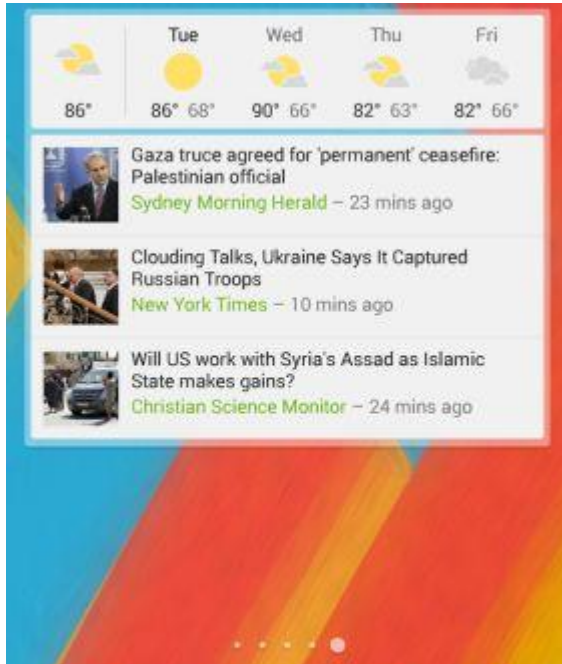 Tue Wed Thu Fri
86° 86° 68° 90° 66° 82° 63° 82° 66°
Gaza truce agreed for 'permanent' ceasefire:
Palestinian official
Sydney Morning Herald – 23 mins ago
Clouding Talks, Ukraine Says It Captured
Russian Troops
New York Times – 10 mins ago
Will US work with Syria's Assad as Islamic
State makes gains?
Christian Science Monitor – 24 mins ago